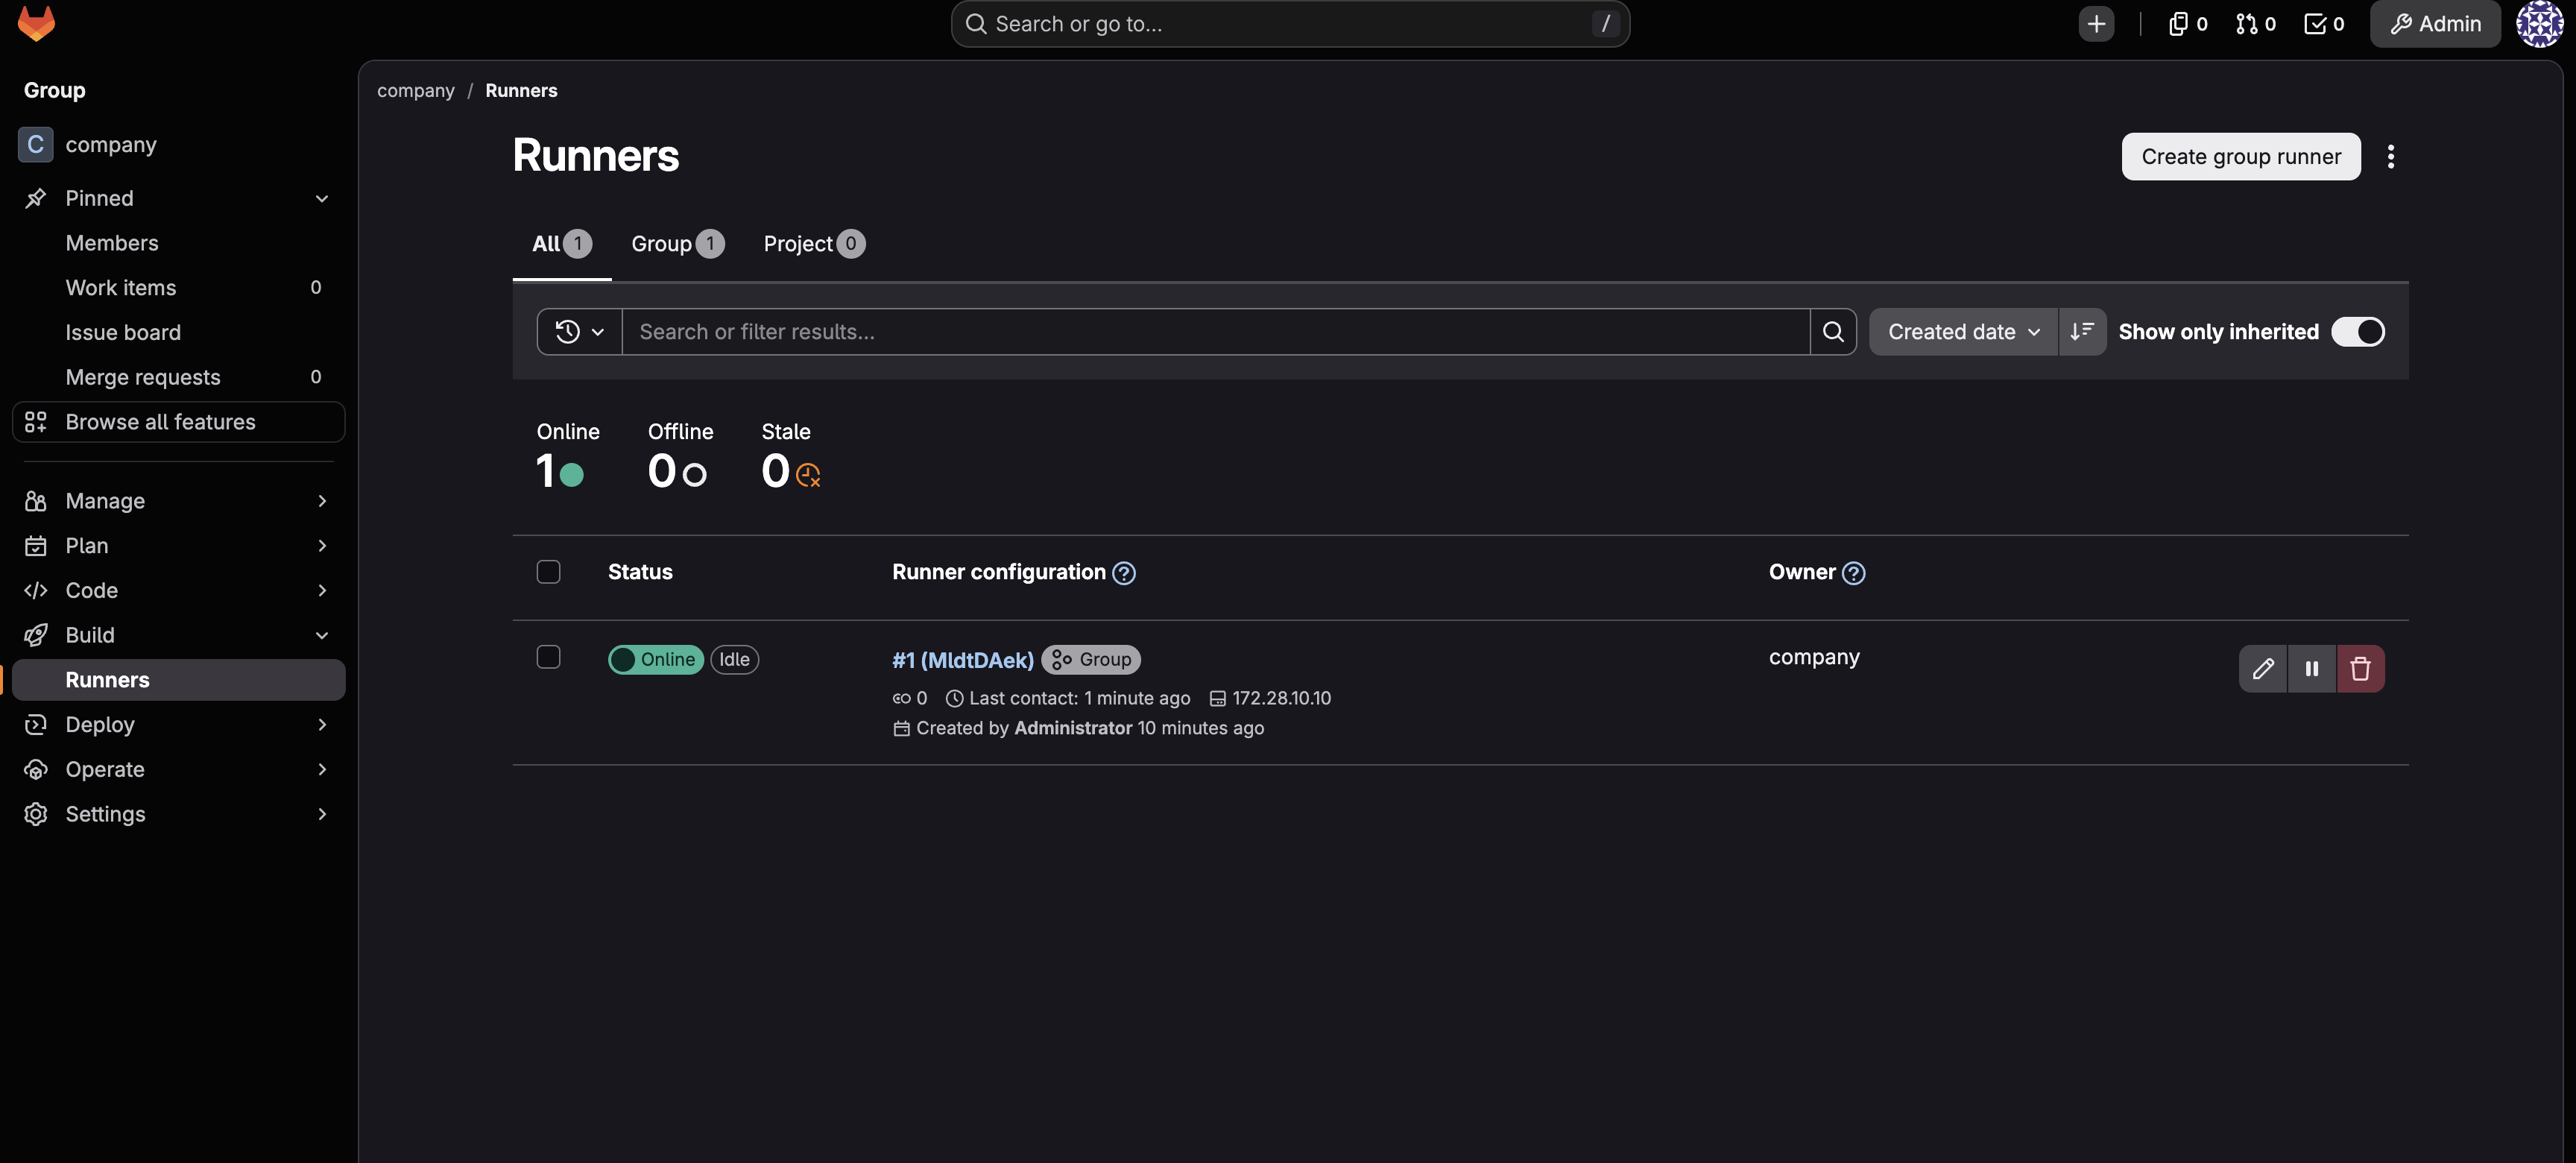 Search or go to... /
0 0 0 Admin
Group
C company
Pinned
Members
Work items 0
Issue board
Merge requests 0
Browse all features
Manage
Plan
Code
Build
Runners
Deploy
Operate
Settings
company / Runners
Runners
Create group runner
All 1 Group 1 Project 0
Search or filter results...
Created date
Show only inherited
Online Offline Stale
1 0 0
Status Runner configuration ? Owner ?
Online Idle #1 (MldtDAek) Group company
0 Last contact: 1 minute ago 172.28.10.10
Created by Administrator 10 minutes ago